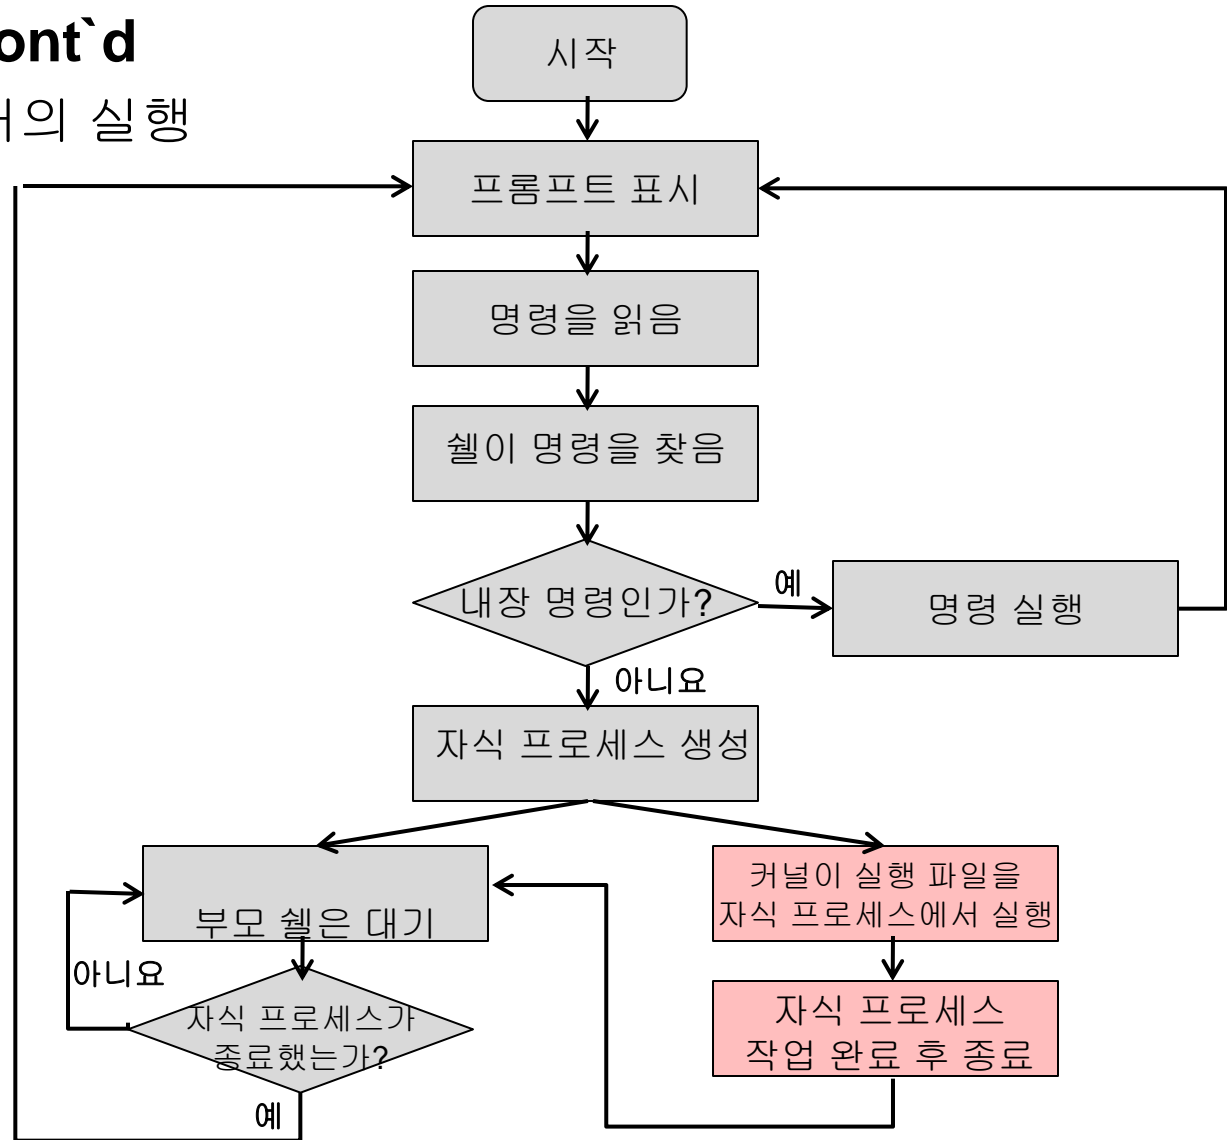 ont`d
의 실행
시작
프롬프트 표시
명령을 읽음
쉘이 명령을 찾음
내장 명령인가?
예
명령 실행
아니요
자식 프로세스 생성
부모 쉘은 대기
커널이 실행 파일을
자식 프로세스에서 실행
아니요
자식 프로세스가
종료했는가?
자식 프로세스
작업 완료 후 종료
예